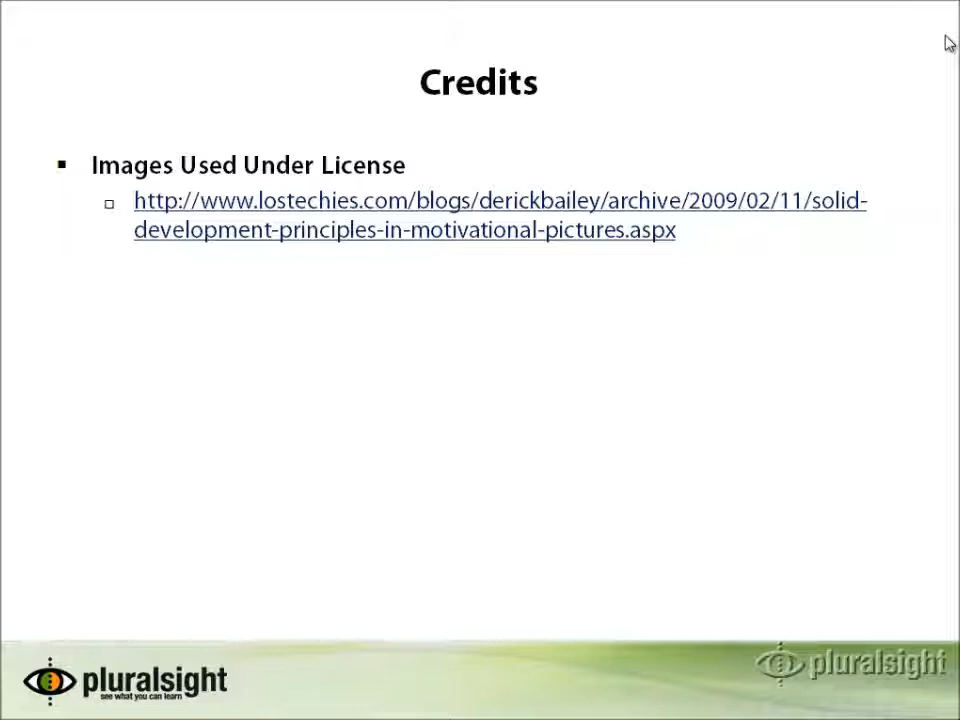 Credits
Images Used Under License
http://www.lostechies.com/blogs/derickbailey/archive/2009/02/11/solid-
development-principles-in-motivational-pictures.aspx
pluralsight
see what you can learn
pluralsight